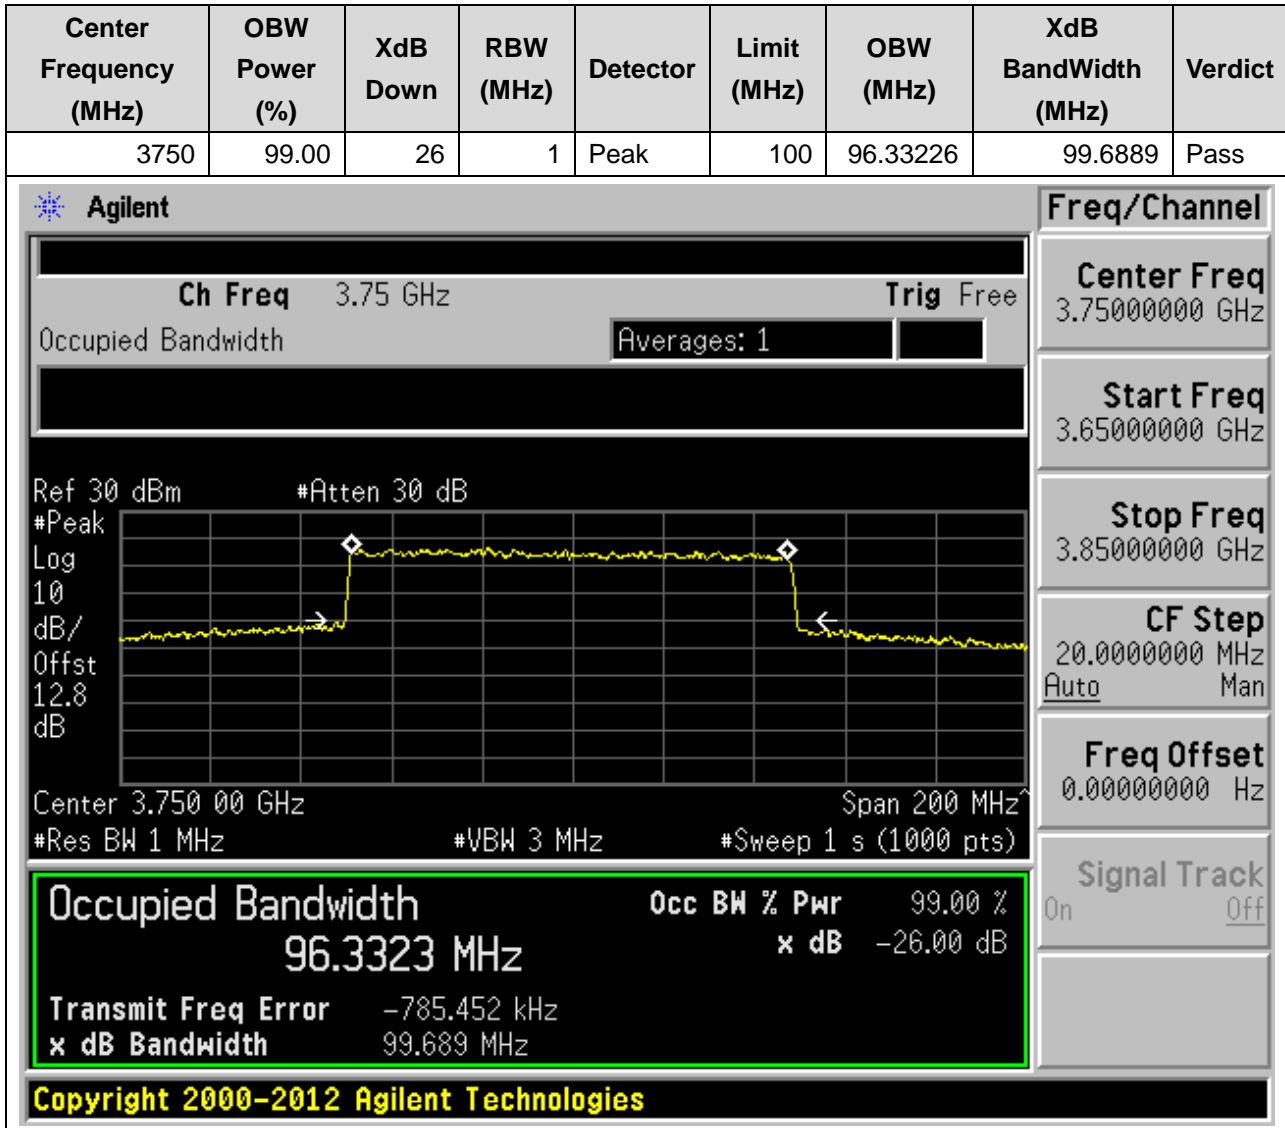 Center Frequency (MHz) OBW Power (%) XdB Down RBW (MHz) Detector Limit (MHz) OBW (MHz) XdB BandWidth (MHz) Verdict
3750 99.00 26 1 Peak 100 96.33226 99.6889 Pass
Agilent
Freq/Channel
Ch Freq 3.75 GHz Trig Free
Occupied Bandwidth Averages: 1
Center Freq
3.75000000 GHz
Start Freq
3.65000000 GHz
Stop Freq
3.85000000 GHz
CF Step
20.0000000 MHz
Auto Man
Freq Offset
0.00000000 Hz
Signal Track
On Off
Ref 30 dBm #Atten 30 dB
#Peak
Log
10
dB/
Offst
12.8
dB
Center 3.750 00 GHz Span 200 MHz^
#Res BW 1 MHz #VBW 3 MHz #Sweep 1 s (1000 pts)
Occupied Bandwidth Occ BW % Pwr 99.00 %
96.3323 MHz x dB -26.00 dB
Transmit Freq Error -785.452 kHz
x dB Bandwidth 99.689 MHz
Copyright 2000-2012 Agilent Technologies